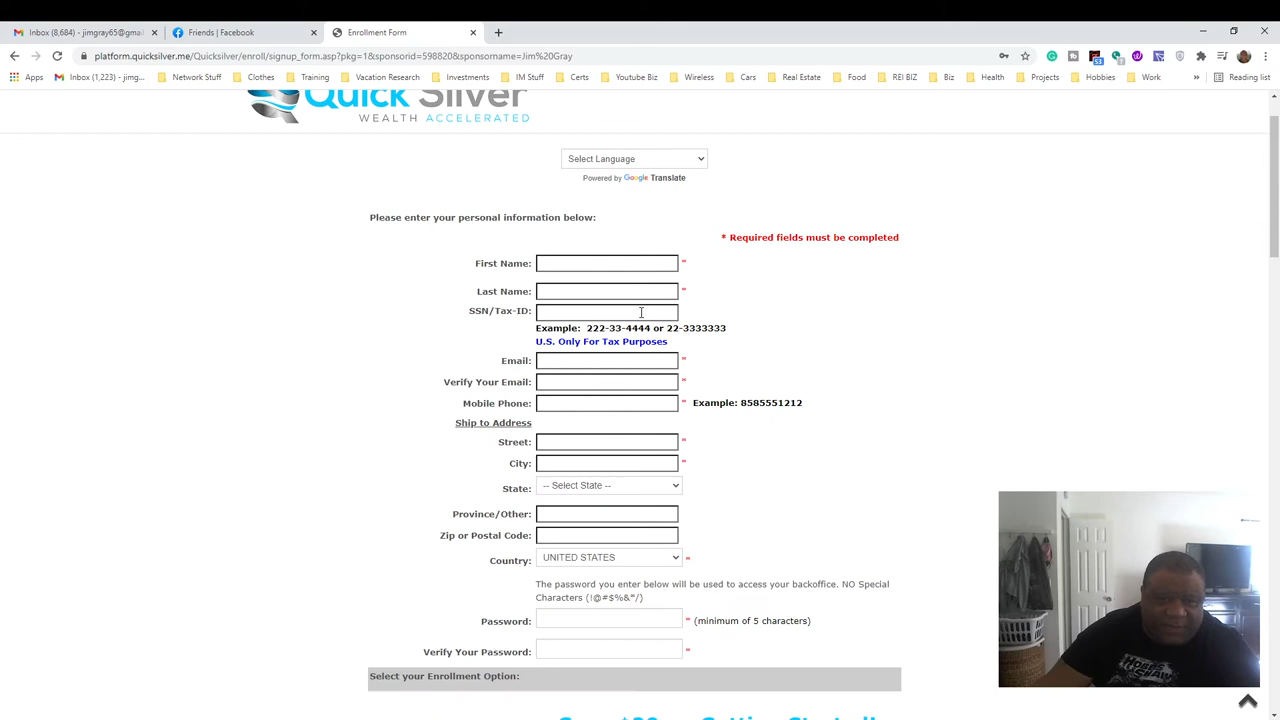 Inbox (8,684) - jimgray65@gmai
Friends | Facebook
Enrollment Form
platform.quicksilver.me/Quicksilver/enroll/signup_form.asp?pkg=1&sponsorid=598820&sponsorname=Jim%20Gray
Apps Inbox (1,223) - jimg... Network Stuff Clothes Training Vacation Research Investments IM Stuff Certs Youtube Biz Wireless Cars Real Estate Food REI BIZ Biz Health Projects Hobbies Work » Reading list
Quick Silver
WEALTH ACCELERATED
Select Language
Powered by Google Translate
Please enter your personal information below:
* Required fields must be completed
First Name: *
Last Name: *
SSN/Tax-ID:
Example: 222-33-4444 or 22-3333333
U.S. Only For Tax Purposes
Email: *
Verify Your Email: *
Mobile Phone: * Example: 8585551212
Ship to Address
Street: *
City: *
State: -- Select State --
Province/Other:
Zip or Postal Code:
Country: UNITED STATES *
The password you enter below will be used to access your backoffice. NO Special
Characters (!@#$%&*/)
Password: * (minimum of 5 characters)
Verify Your Password: *
Select your Enrollment Option: